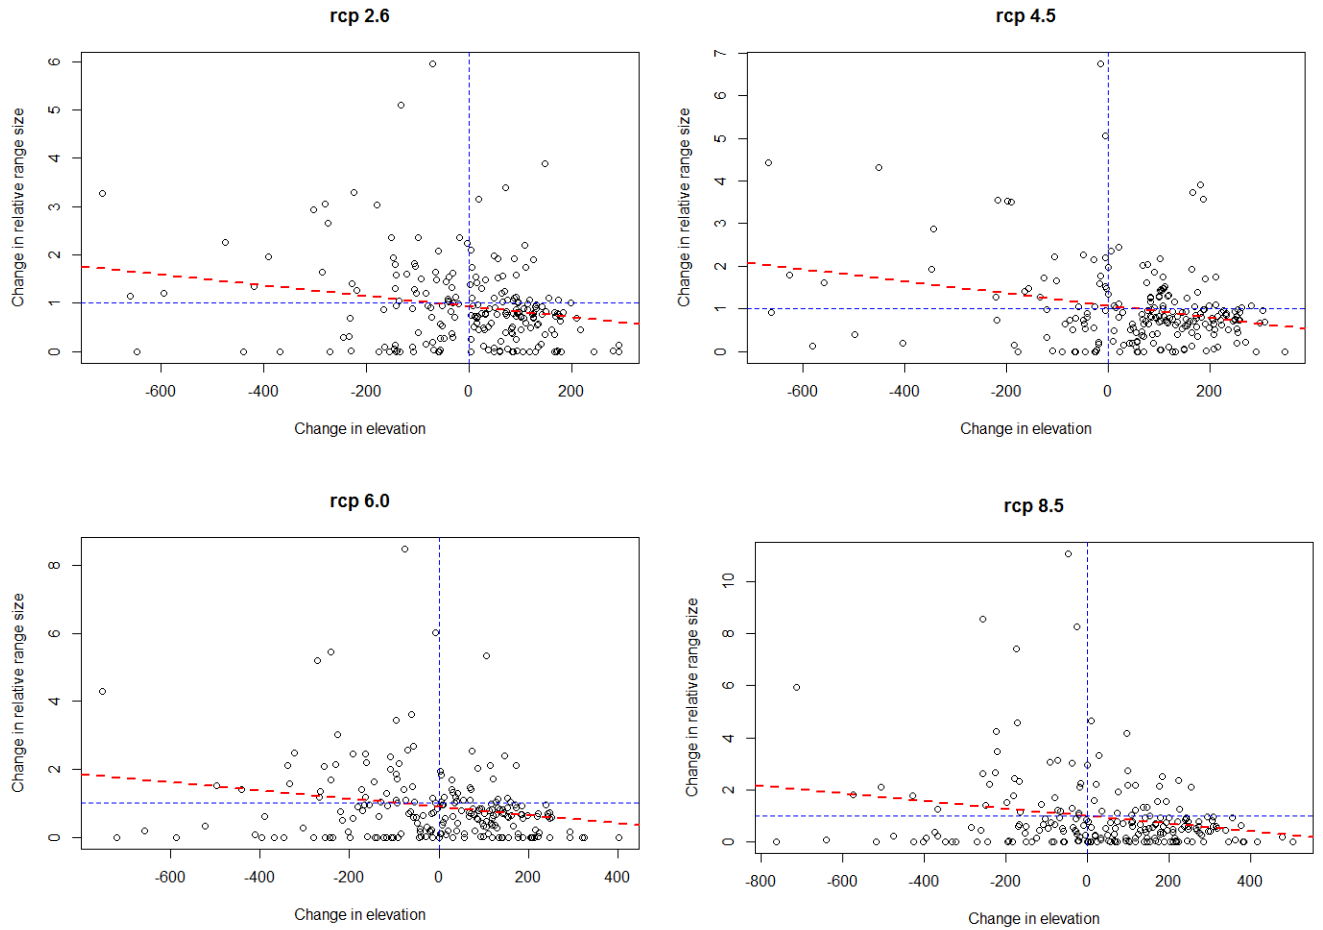 rcp 2.6
Change in relative range size
6
5
4
3
2
1
0
-600 -400 -200 0 200
Change in elevation
rcp 4.5
Change in relative range size
7
6
5
4
3
2
1
0
-600 -400 -200 0 200
Change in elevation
rcp 6.0
Change in relative range size
8
6
4
2
0
-600 -400 -200 0 200 400
Change in elevation
rcp 8.5
Change in relative range size
10
8
6
4
2
0
-800 -600 -400 -200 0 200 400
Change in elevation